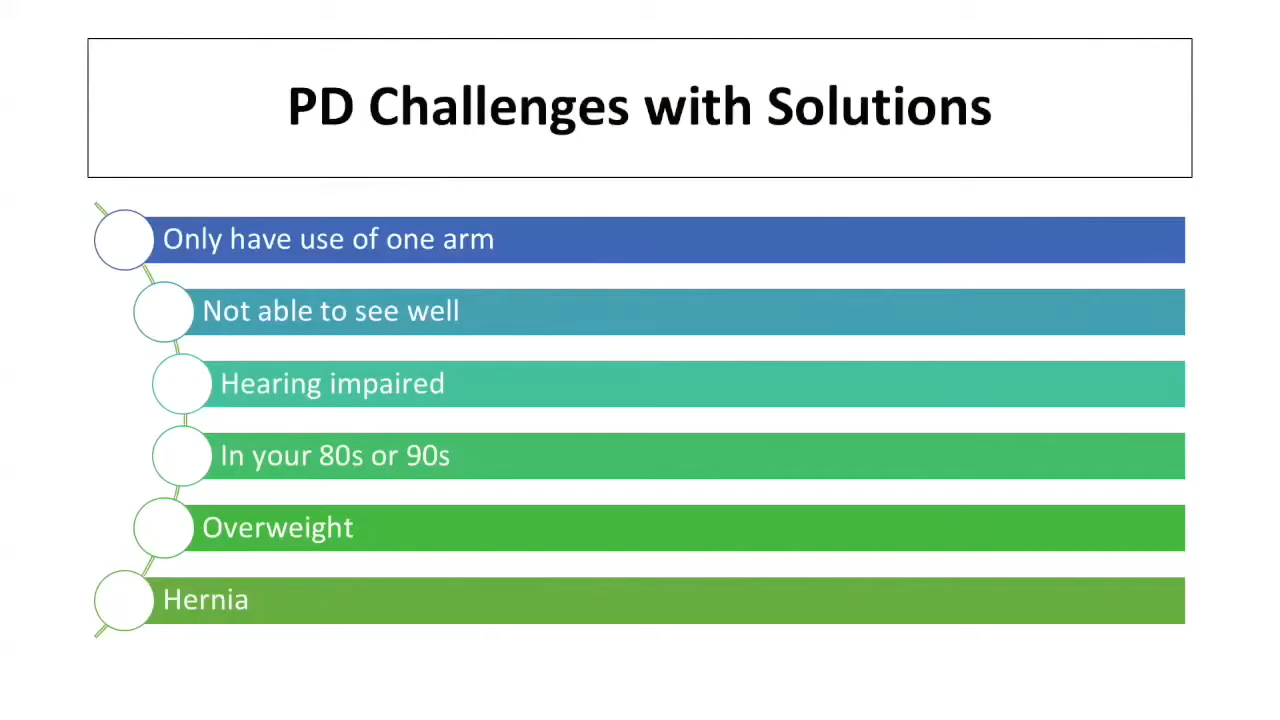 PD Challenges with Solutions
Only have use of one arm
Not able to see well
Hearing impaired
In your 80s or 90s
Overweight
Hernia